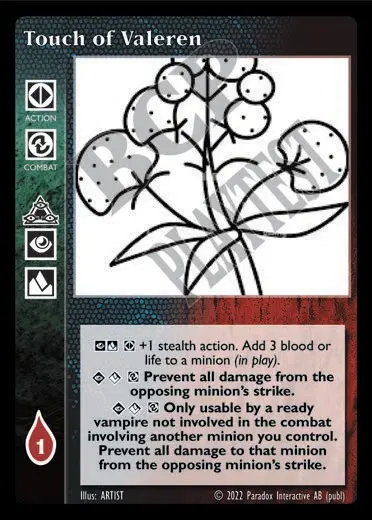 Touch of Valeren
ACTION
COMBAT
BCP
PLAYTEST
1
+1 stealth action. Add 3 blood or
life to a minion (in play).
Prevent all damage from the
opposing minion's strike.
Only usable by a ready
vampire not involved in the combat
involving another minion you control.
Prevent all damage to that minion
from the opposing minion's strike.
Illus: ARTIST
© 2022 Paradox Interactive AB (publ)